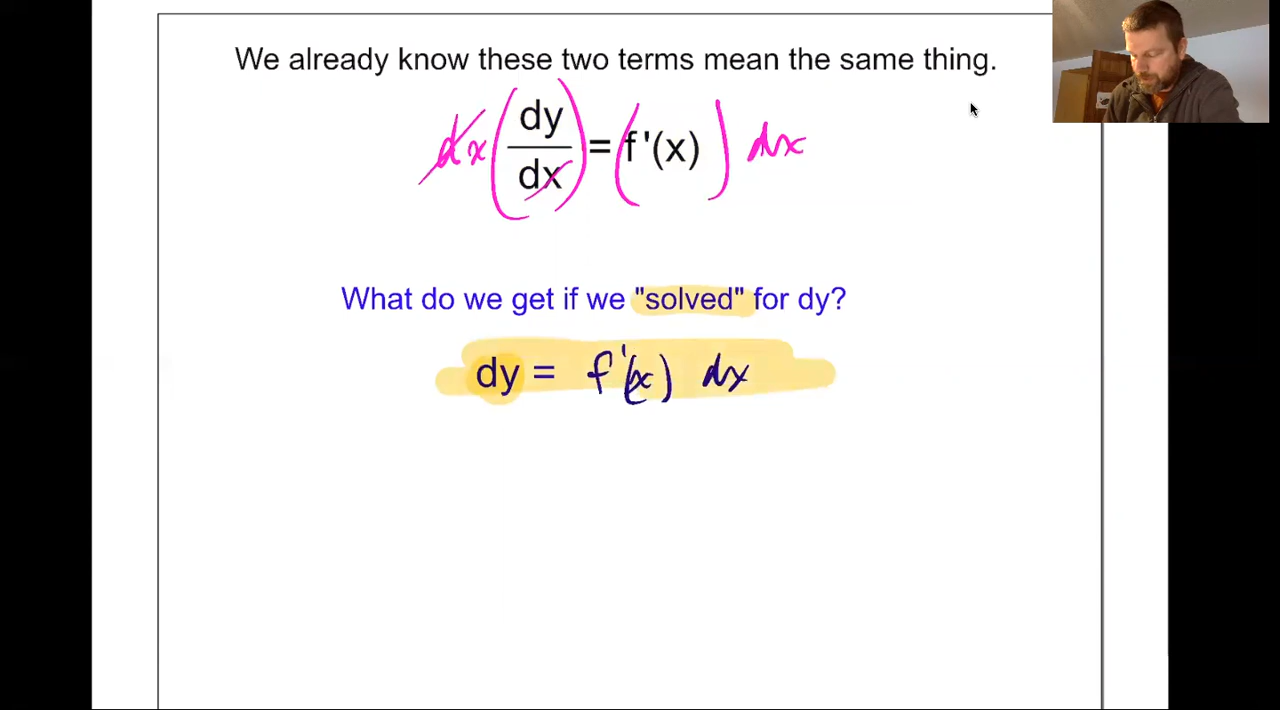 We already know these two terms mean the same thing.
dx(dy/dx) = (f'(x)) dx
What do we get if we "solved" for dy?
dy = f'(x) dx